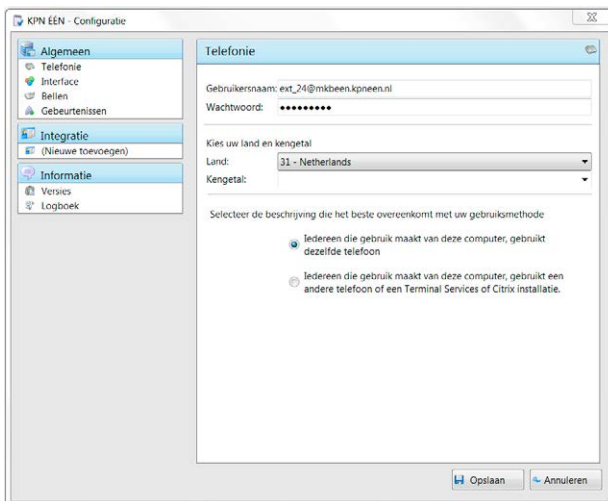 KPN ÉÉN - Configuratie
Algemeen
Telefonie
Interface
Bellen
Gebeurtenissen
Integratie
(Nieuwe toevoegen)
Informatie
Versies
Logboek
Telefonie
Gebruikersnaam: ext_24@mkbeen.kpneen.nl
Wachtwoord: •••••••••
Kies uw land en kengetal
Land: 31 - Netherlands
Kengetal:
Selecteer de beschrijving die het beste overeenkomt met uw gebruiksmethode
Iedereen die gebruik maakt van deze computer, gebruikt
dezelfde telefoon
Iedereen die gebruik maakt van deze computer, gebruikt een
andere telefoon of een Terminal Services of Citrix installatie.
Opslaan
Annuleren